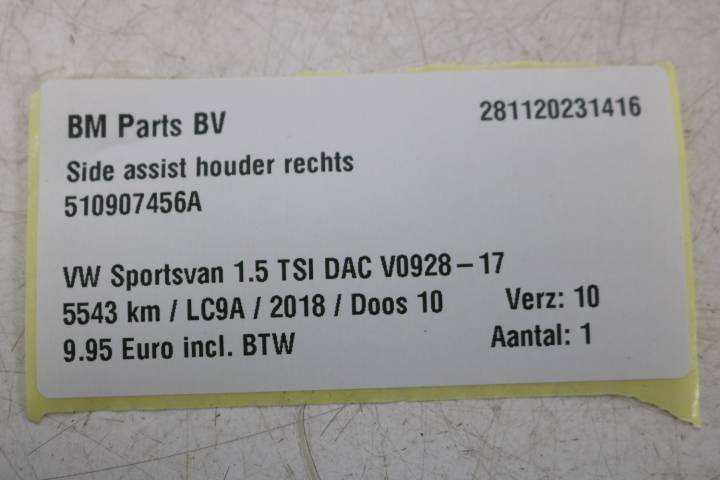 BM Parts BV 281120231416
Side assist houder rechts
510907456A
VW Sportsvan 1.5 TSI DAC V0928-17
5543 km / LC9A / 2018 / Doos 10 Verz: 10
9.95 Euro incl. BTW Aantal: 1